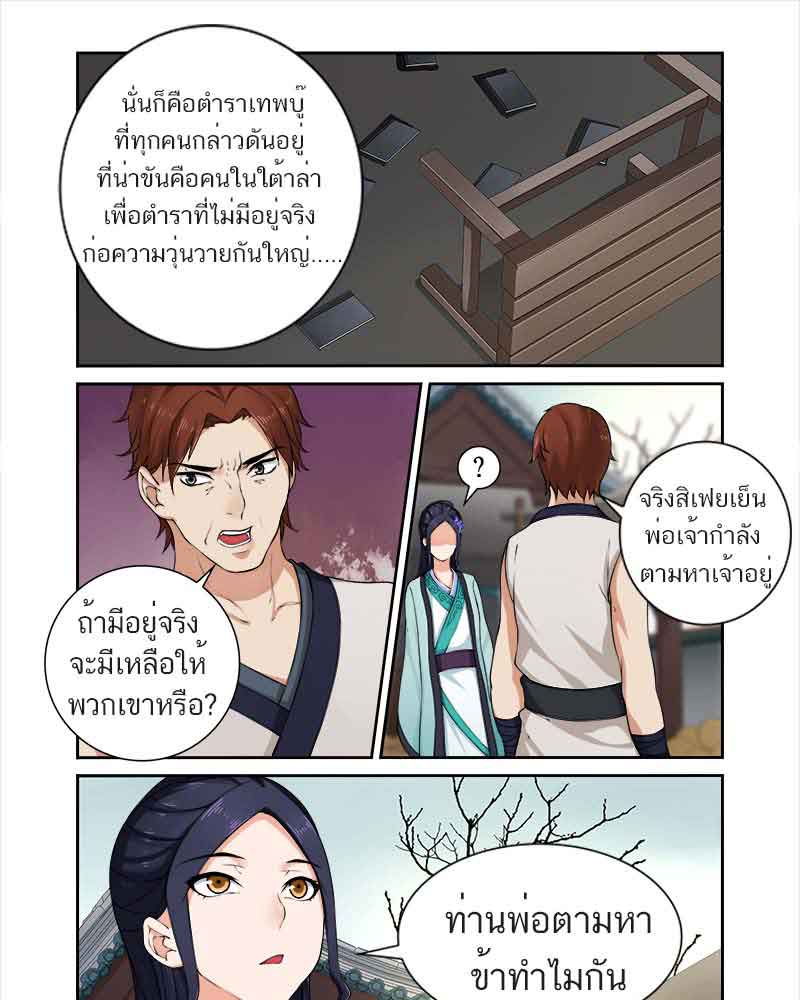 นั่นก็คือตำราเทพบู๊
ที่ทุกคนกล่าวดันอยู่
ที่น่าขันคือคนในใต้าล่า
เพื่อตำราที่ไม่มีอยู่จริง
ก่อความวุ่นวายกันใหญ่.....
ถ้ามีอยู่จริง
จะมีเหลือให้
พวกเขาหรือ?
?
จริงสิเฟยเย็น
พ่อเจ้ากำลัง
ตามหาเจ้าอยู่
ท่านพ่อตามหา
ข้าทำไมกัน